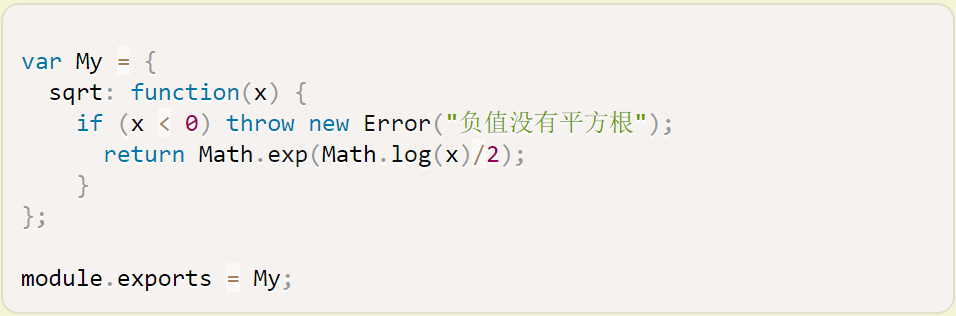 var My = {
  sqrt: function(x) {
    if (x < 0) throw new Error("负值没有平方根");
      return Math.exp(Math.log(x)/2);
    }
};

module.exports = My;